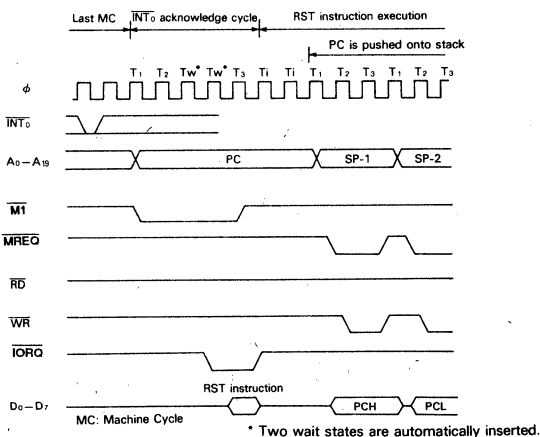 Last MC INT₀ acknowledge cycle RST instruction execution
PC is pushed onto stack
T₁ T₂ Tw* Tw* T₃ Ti Ti T₁ T₂ T₃ T₁ T₂ T₃
φ
INT₀
A₀–A₁₉ PC SP-1 SP-2
M1
MREQ
RD
WR
IORQ
RST instruction
D₀–D₇ PCH PCL
MC: Machine Cycle
* Two wait states are automatically inserted.